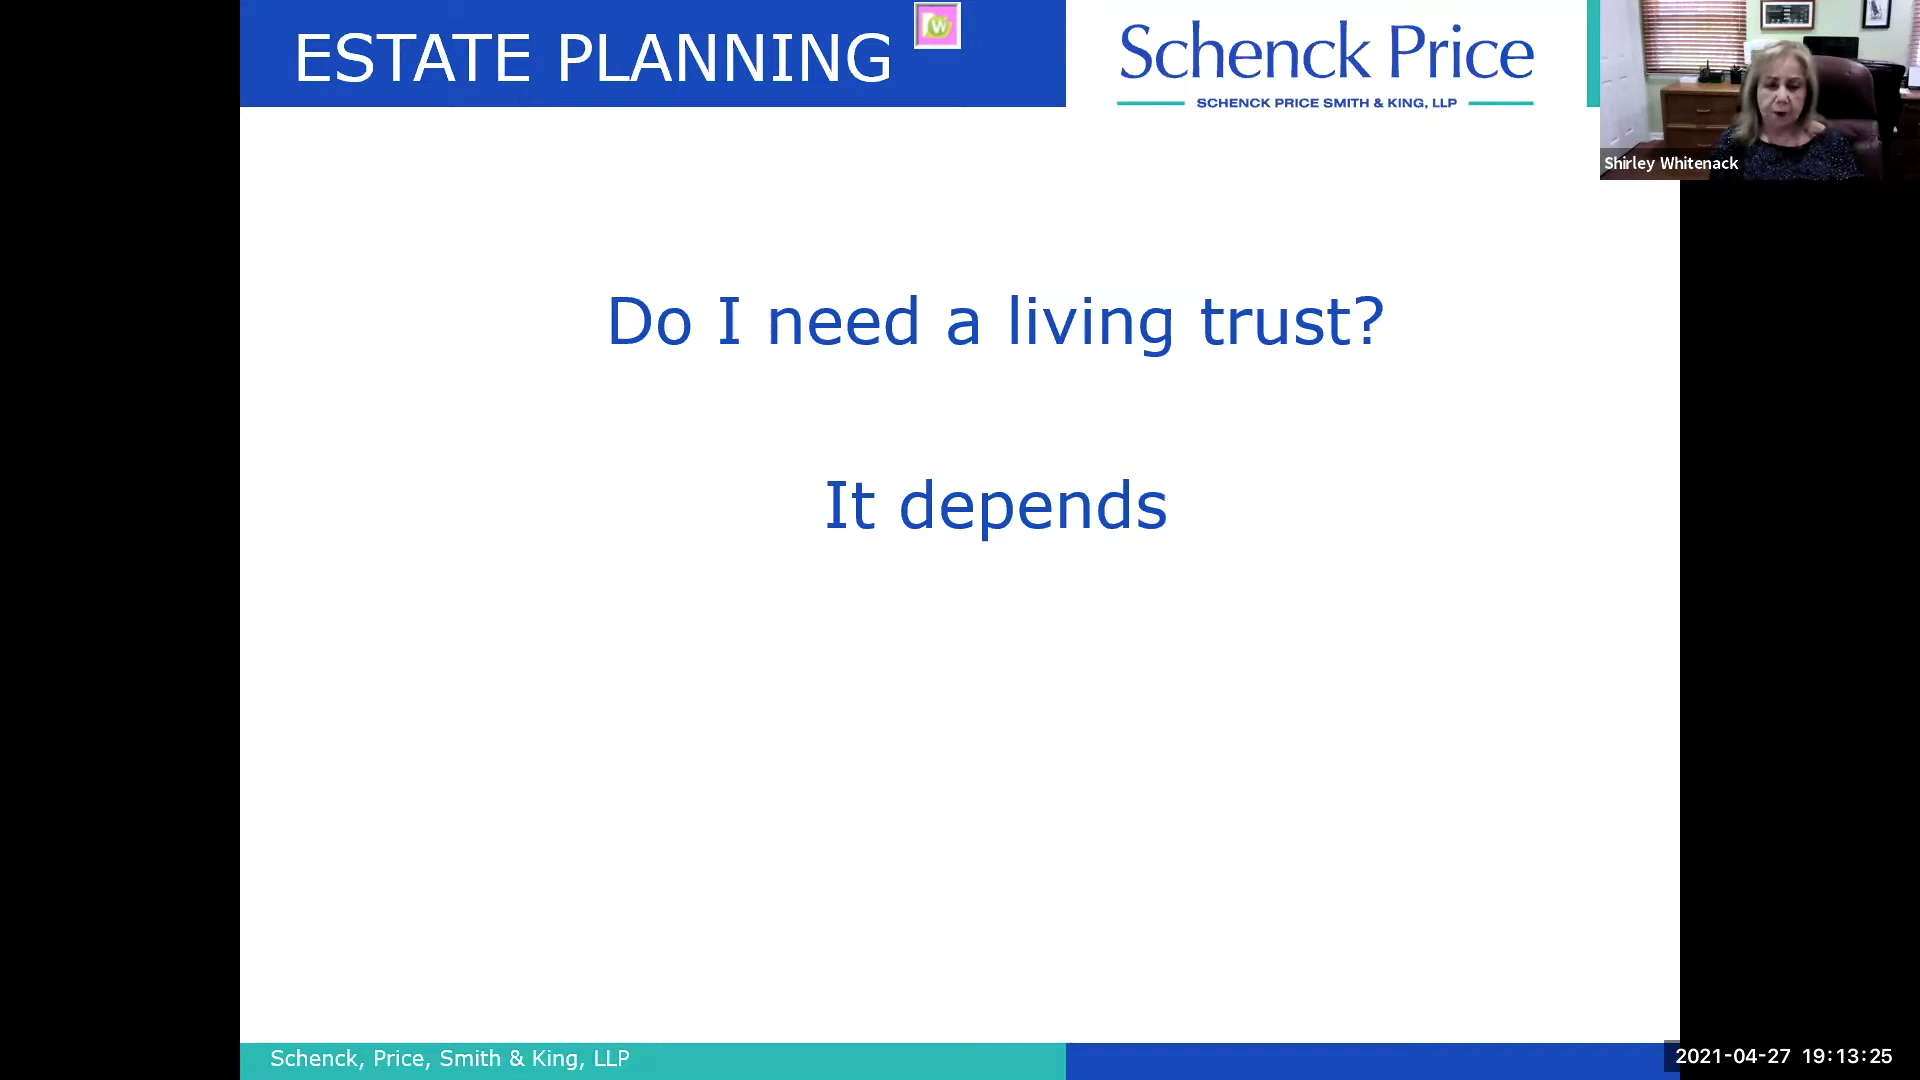 ESTATE PLANNING
W
Schenck Price
SCHENCK PRICE SMITH & KING, LLP
Shirley Whitenack
Do I need a living trust?
It depends
Schenck, Price, Smith & King, LLP
2021-04-27 19:13:25